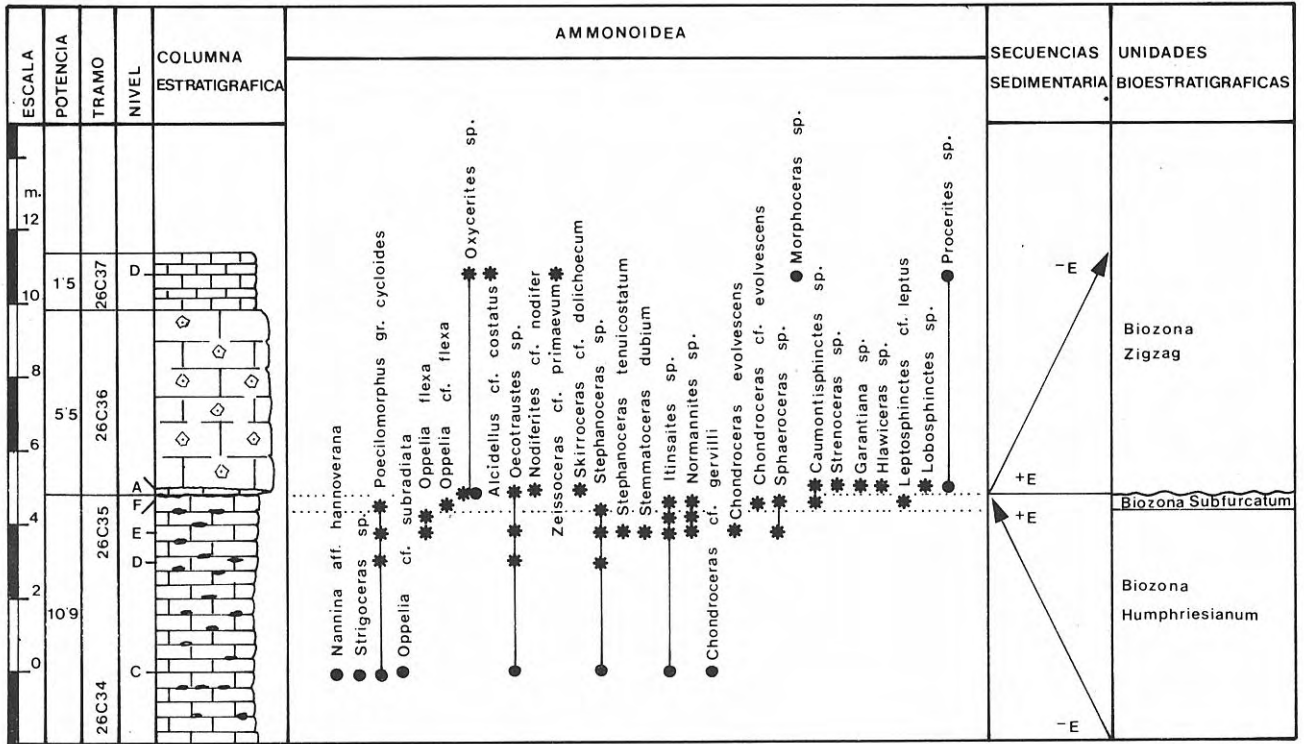 ESCALA
POTENCIA
TRAMO
NIVEL
COLUMNA
ESTRATIGRAFICA
AMMONOIDEA
SECUENCIAS
SEDIMENTARIA
UNIDADES
BIOESTRATIGRAFICAS
m.
12
10
8
6
4
2
0
1'5
5'5
10'9
26C37
26C36
26C35
26C34
D
A
F
E
D
C
Nannina aff. hannoverana
Strigoceras sp.
Poecilomorphus gr. cycloides
Oppelia cf. subradiata
Oppelia flexa
Oppelia cf. flexa
Oxycerites sp.
Alcidellus cf. costatus
Oecotraustes sp.
Nodiferites cf. nodifer
Zeissoceras cf. primaevum
Skirroceras cf. dolichoecum
Stephanoceras sp.
Stephanoceras tenuicostatum
Stemmatoceras dubium
Itinsaites sp.
Normannites sp.
Chondroceras cf. gervilli
Chondroceras evolvescens
Chondroceras cf. evolvescens
Sphaeroceras sp.
Morphoceras sp.
Caumontisphinctes sp.
Strenoceras sp.
Garantiana sp.
Hlawiceras sp.
Leptosphinctes cf. leptus
Lobosphinctes sp.
Procerites sp.
−E
+E
+E
−E
Biozona
Zigzag
Biozona Subfurcatum
Biozona
Humphriesianum